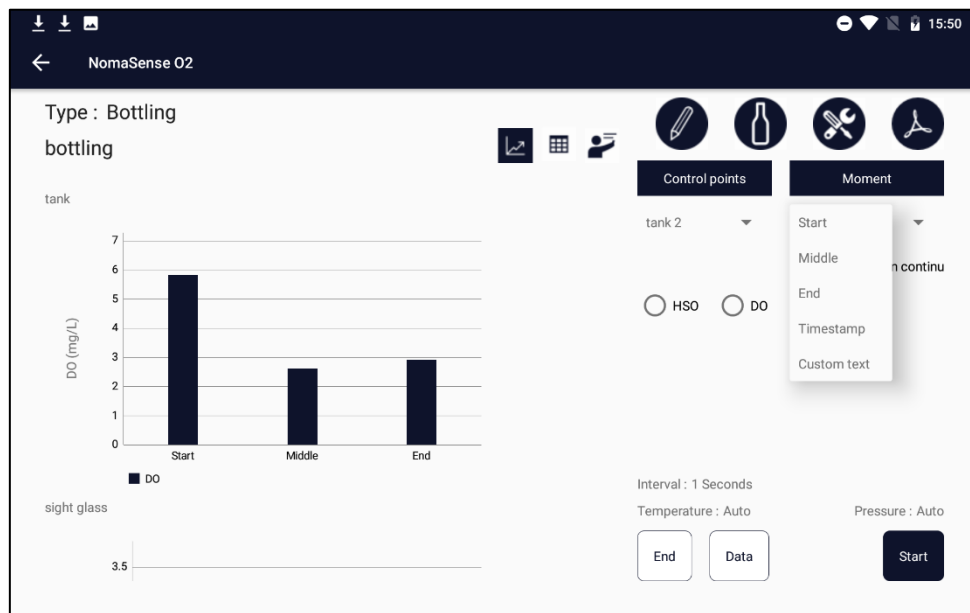 15:50
NomaSense O2
Type : Bottling
bottling
tank
7
6
5
4
3
2
1
0
DO (mg/L)
Start
Middle
End
DO
sight glass
3.5
Control points
Moment
tank 2
Start
Middle
End
Timestamp
Custom text
n continu
HSO
DO
Interval : 1 Seconds
Temperature : Auto
Pressure : Auto
End
Data
Start